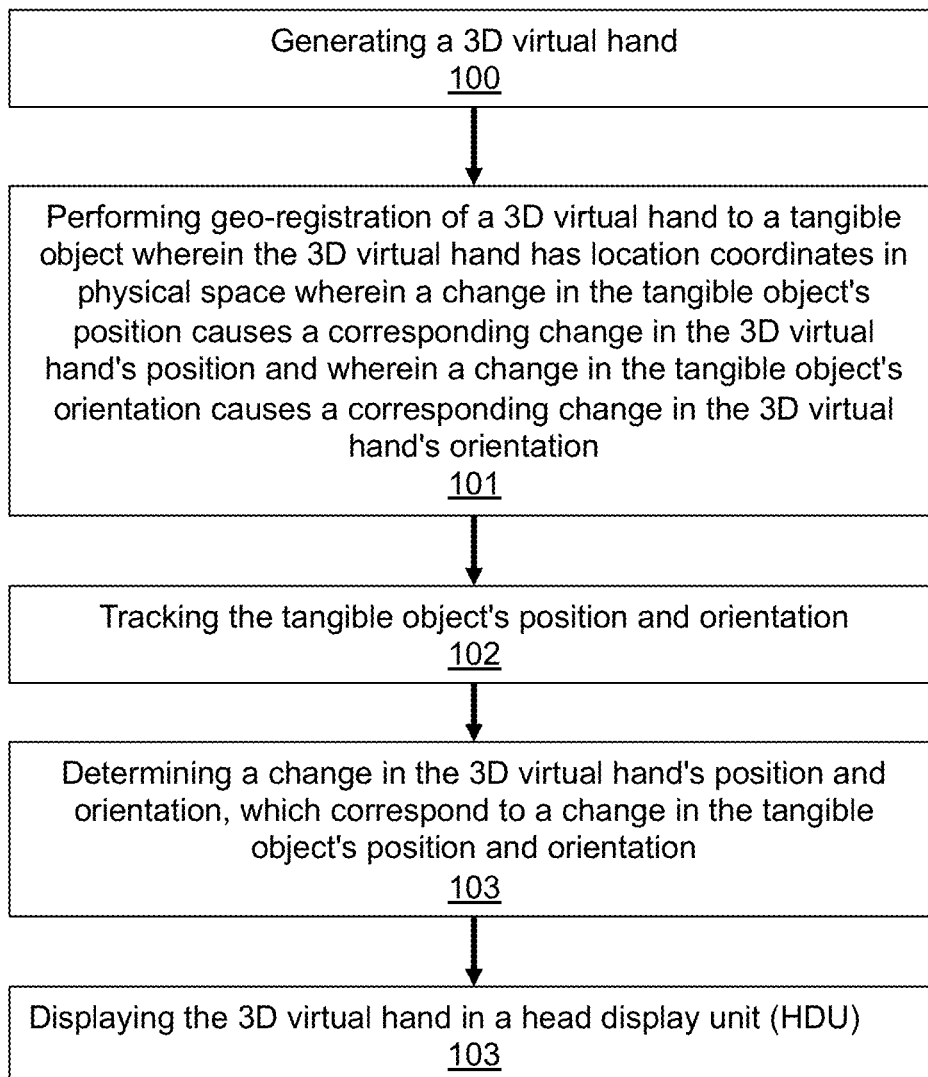 Generating a 3D virtual hand
100
Performing geo-registration of a 3D virtual hand to a tangible
object wherein the 3D virtual hand has location coordinates in
physical space wherein a change in the tangible object's
position causes a corresponding change in the 3D virtual
hand's position and wherein a change in the tangible object's
orientation causes a corresponding change in the 3D virtual
hand's orientation
101
Tracking the tangible object's position and orientation
102
Determining a change in the 3D virtual hand's position and
orientation, which correspond to a change in the tangible
object's position and orientation
103
Displaying the 3D virtual hand in a head display unit (HDU)
103